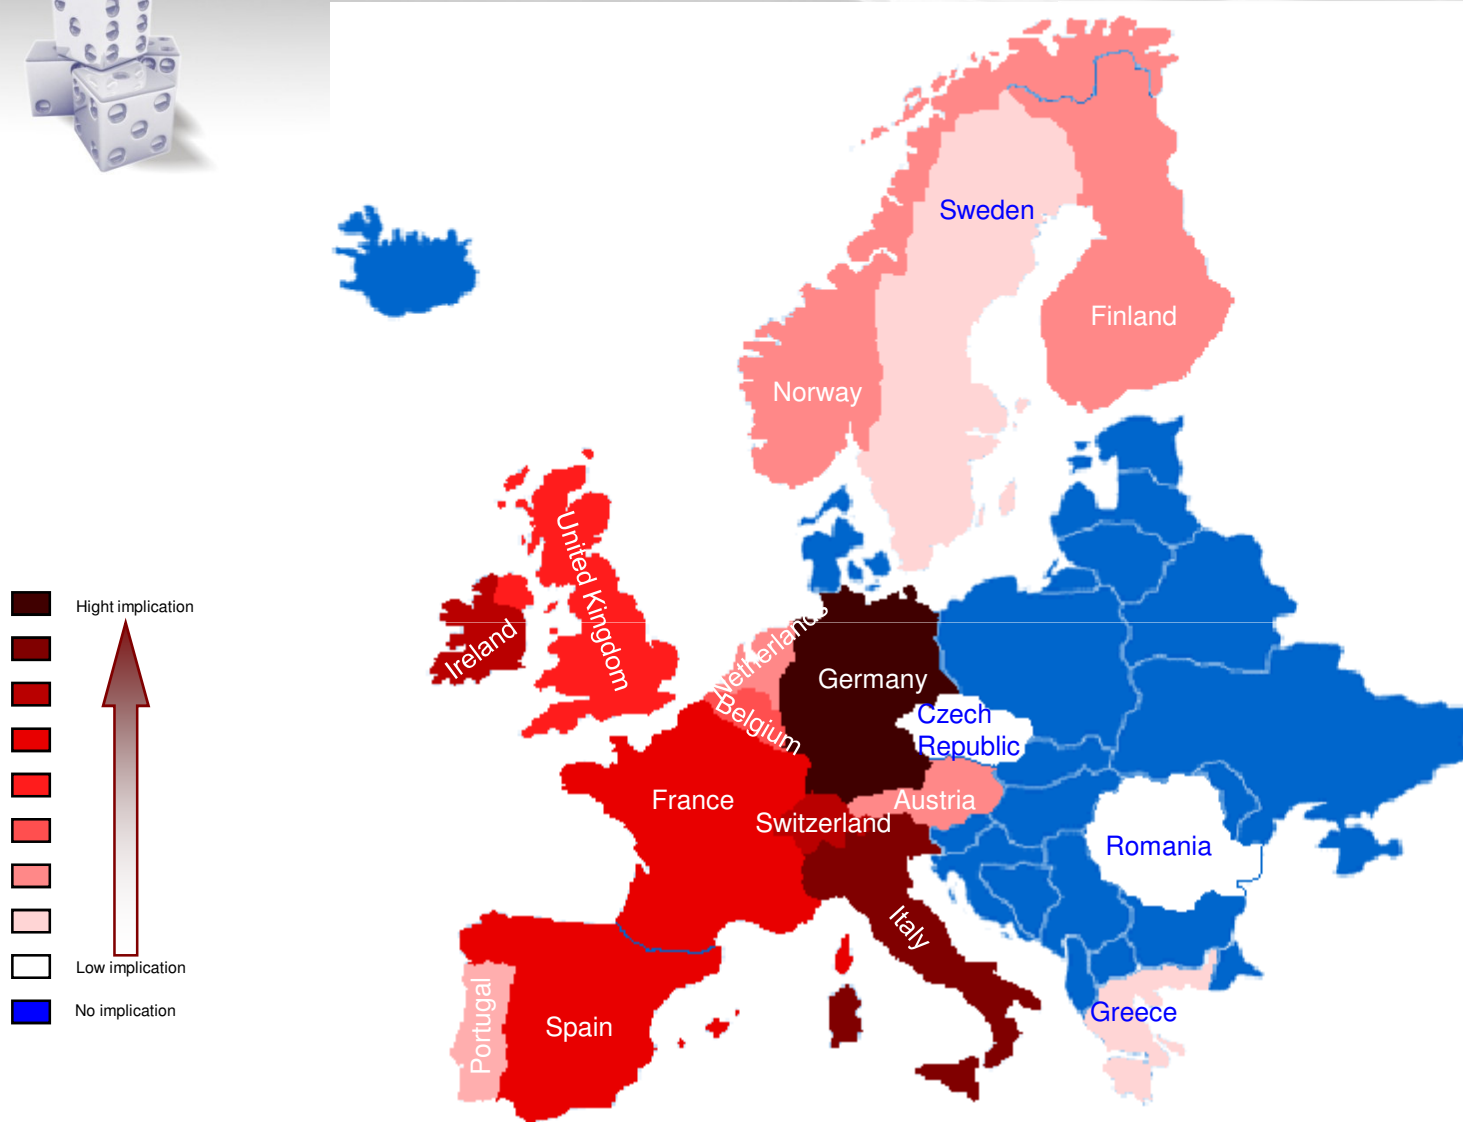 Sweden
Finland
Norway
United Kingdom
Hight implication
Ireland
Netherlands
Germany
Belgium
Czech
Republic
France
Austria
Switzerland
Romania
Italy
Low implication
Portugal
No implication
Greece
Spain